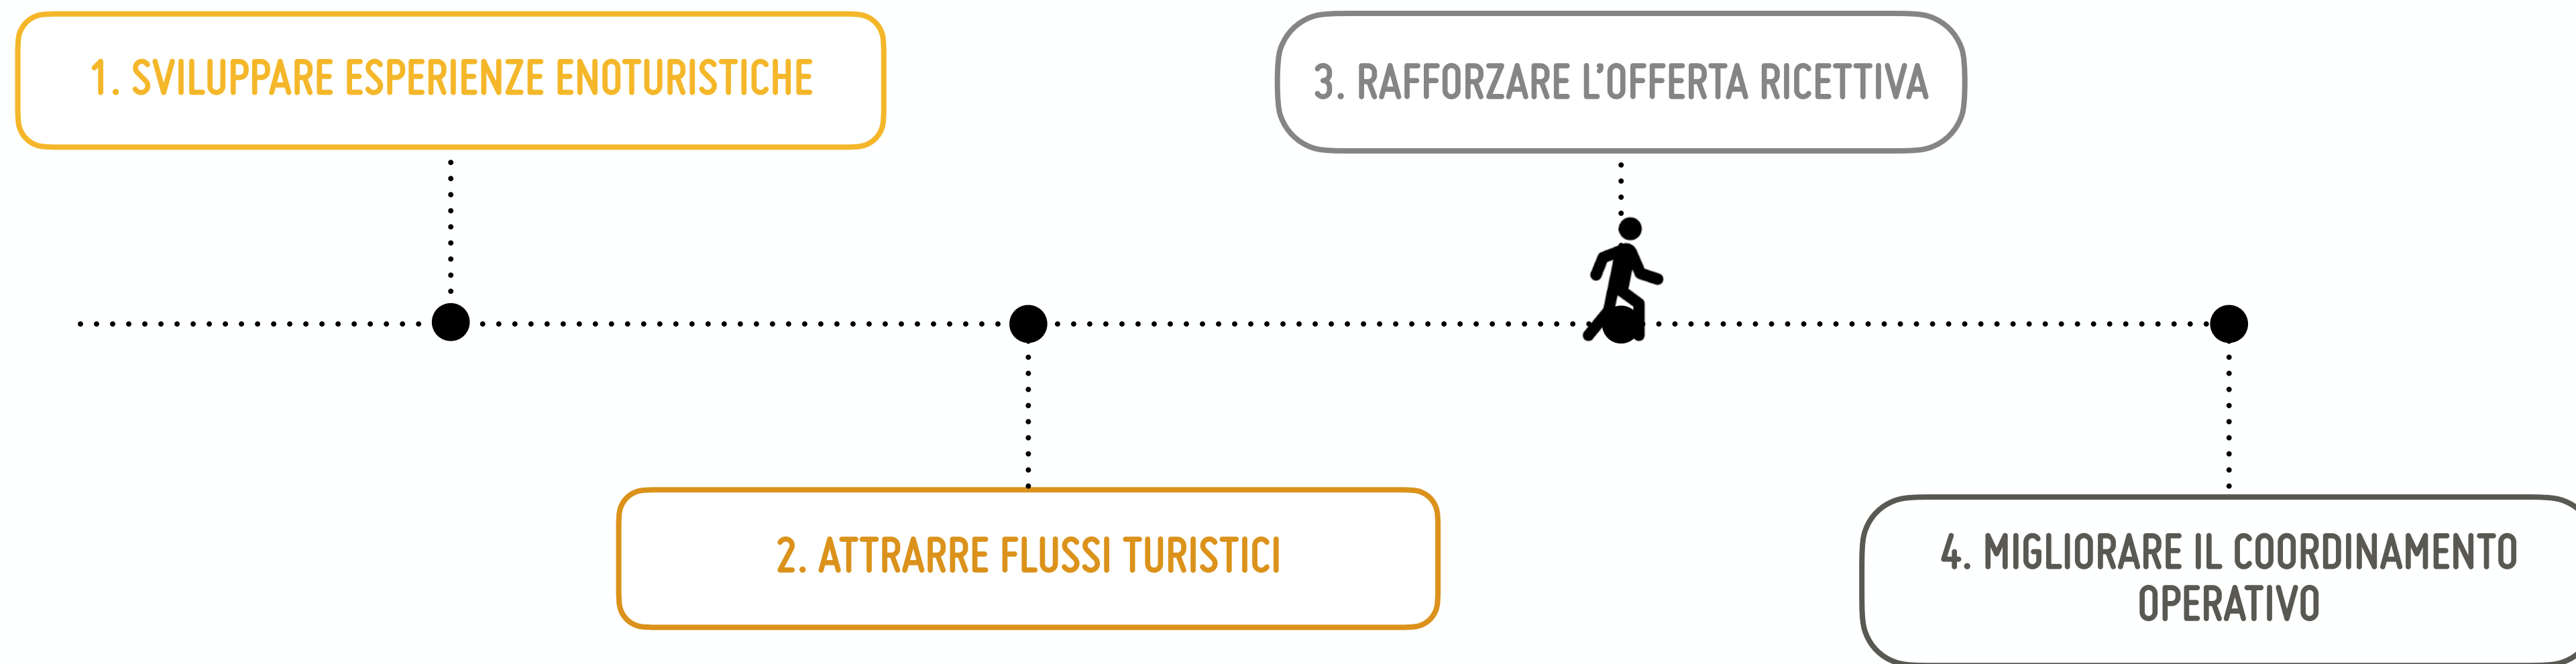 1. SVILUPPARE ESPERIENZE ENOTURISTICHE
2. ATTRARRE FLUSSI TURISTICI
3. RAFFORZARE L’OFFERTA RICETTIVA
4. MIGLIORARE IL COORDINAMENTO
OPERATIVO